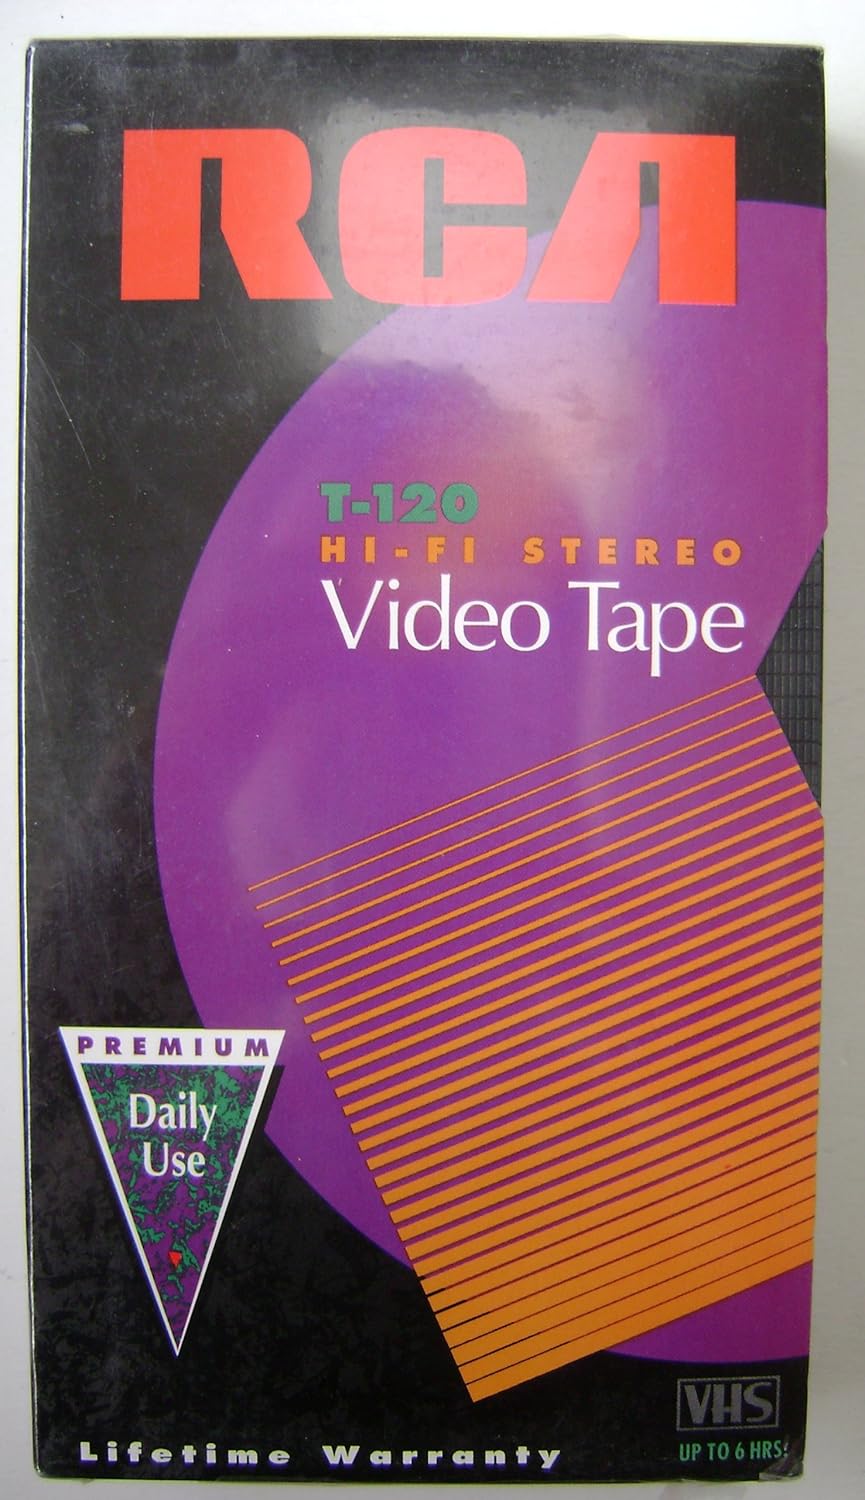 RCA
T-120
HI-FI STEREO
Video Tape
PREMIUM
Daily
Use
VHS
Lifetime Warranty
UP TO 6 HRS.